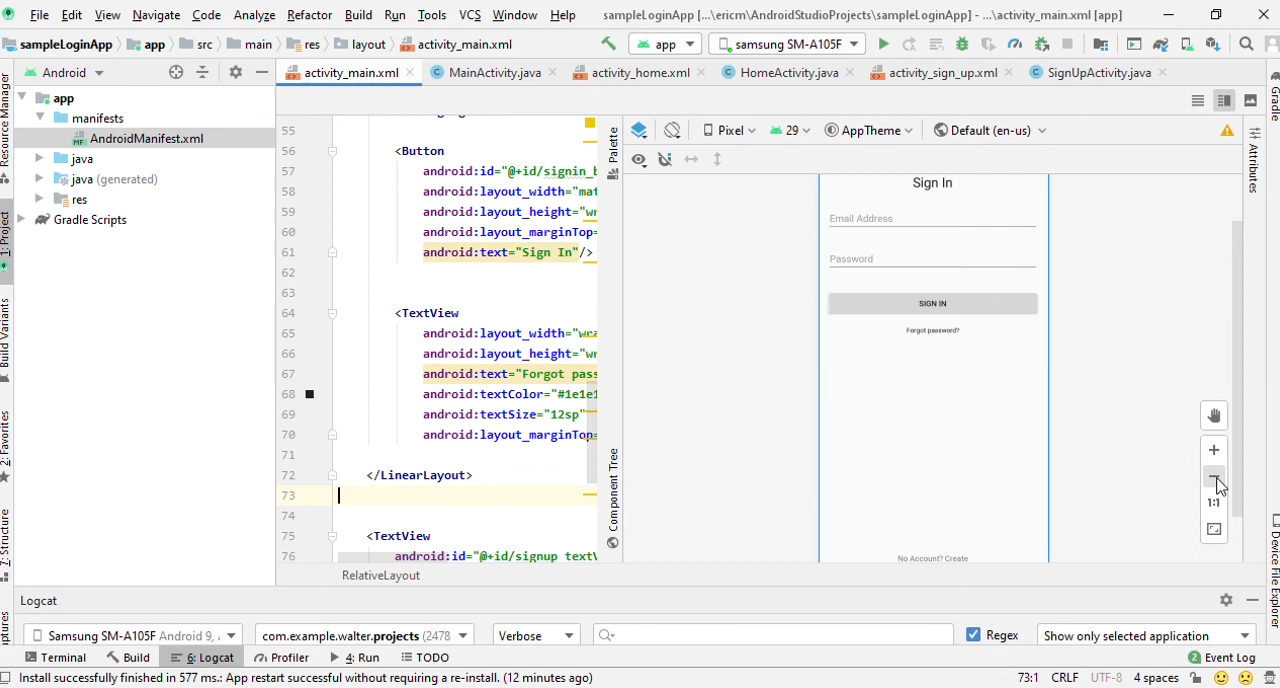 File Edit View Navigate Code Analyze Refactor Build Run Tools VCS Window Help sampleLoginApp [...\ericm\AndroidStudioProjects\sampleLoginApp] - ...\activity_main.xml [app]
sampleLoginApp app src main res layout activity_main.xml app samsung SM-A105F
Android activity_main.xml MainActivity.java activity_home.xml HomeActivity.java activity_sign_up.xml SignUpActivity.java
Resource Manager
1: Project
Build Variants
2: Favorites
7: Structure
app
manifests
MF AndroidManifest.xml
java
java (generated)
res
Gradle Scripts
55
56 <Button
57 android:id="@+id/signin_b
58 android:layout_width="mat
59 android:layout_height="wr
60 android:layout_marginTop=
61 android:text="Sign In"/>
62
63
64 <TextView
65 android:layout_width="wra
66 android:layout_height="wr
67 android:text="Forgot pass
68 android:textColor="#1e1e1
69 android:textSize="12sp"
70 android:layout_marginTop=
71
72 </LinearLayout>
73
74
75 <TextView
76 android:id="@+id/signup_text
RelativeLayout
Palette
Component Tree
Pixel 29 AppTheme Default (en-us)
Sign In
Email Address
Password
SIGN IN
Forgot password?
No Account? Create
1:1
Gradle
Attributes
Device File Explorer
Logcat
Samsung SM-A105F Android 9, com.example.walter.projects (2478 Verbose Regex Show only selected application
Terminal Build 6: Logcat Profiler 4: Run TODO 2 Event Log
Install successfully finished in 577 ms.: App restart successful without requiring a re-install. (12 minutes ago) 73:1 CRLF UTF-8 4 spaces